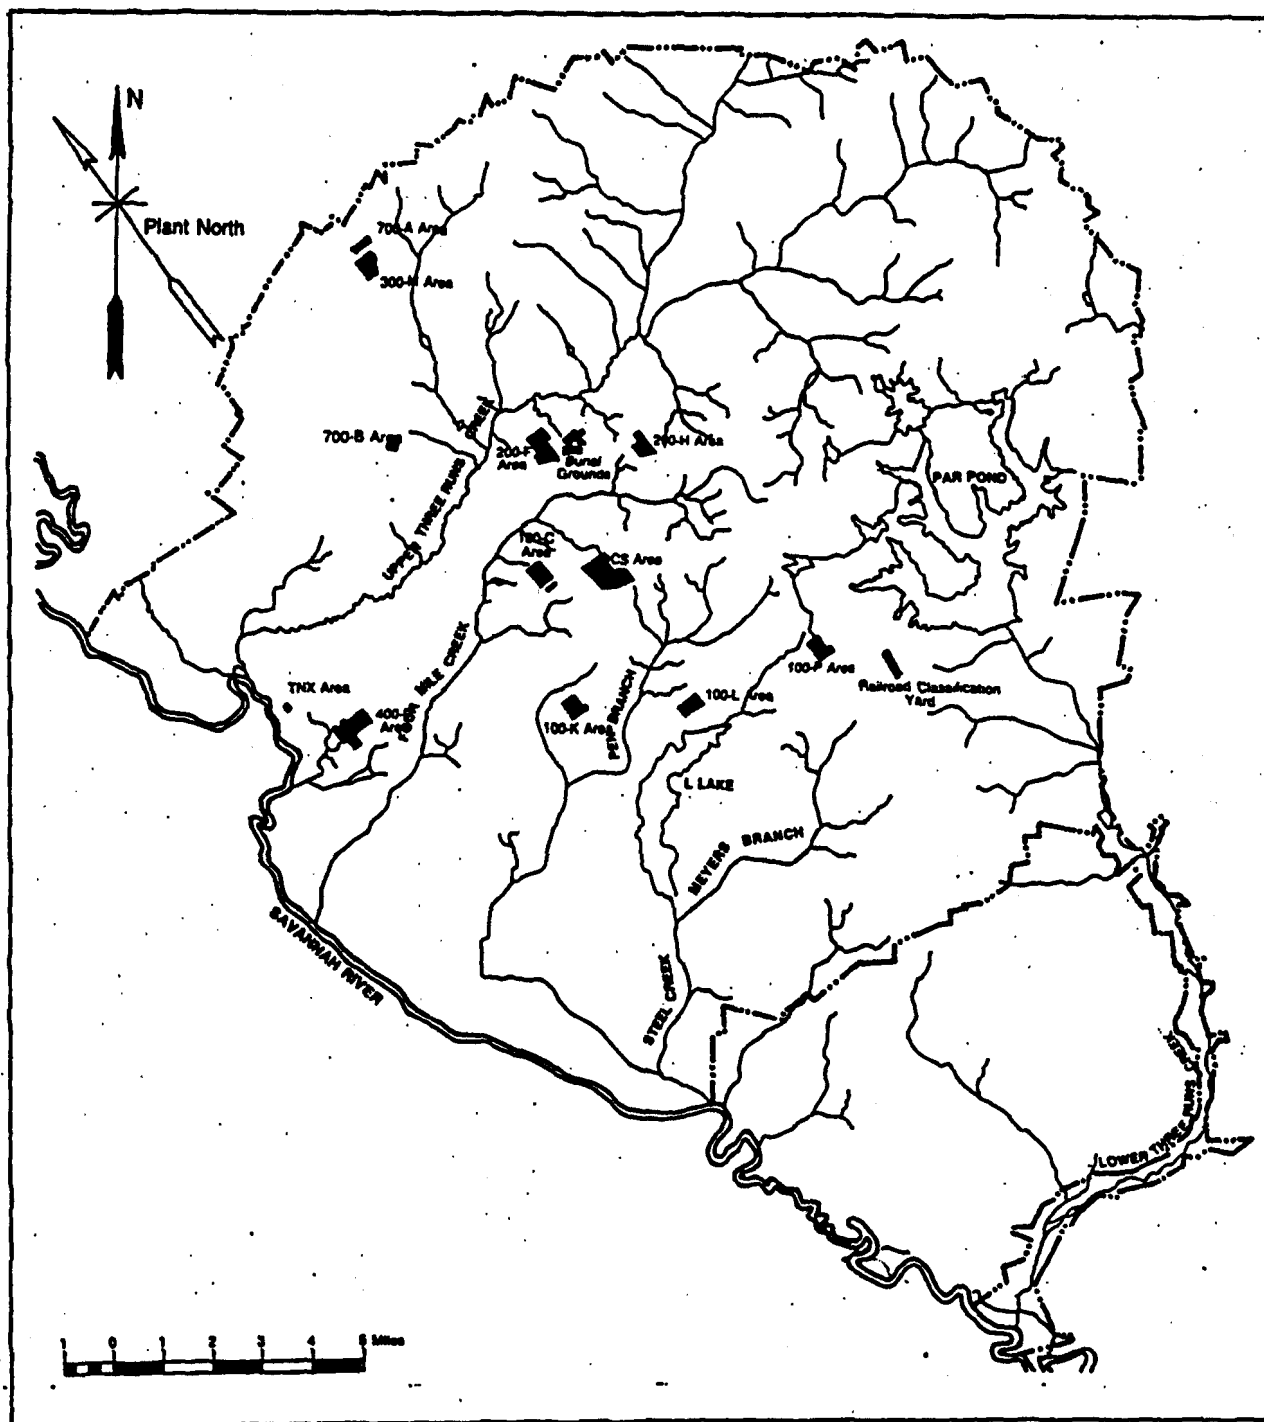 N
Plant North
700-A Area
300-M Area
700-B Area
UPPER THREE RUNS CREEK
200-F
Area
Burial
Grounds
200-H Area
PAR POND
100-C
Area
CS Area
FOUR MILE CREEK
TNX Area
400-D
Area
100-K Area
PEN BRANCH
100-L Area
100-P Area
Railroad Classification
Yard
L LAKE
MEYERS BRANCH
STEEL CREEK
SAVANNAH RIVER
LOWER THREE RUNS CREEK
1 0 1 2 3 4 5 Miles